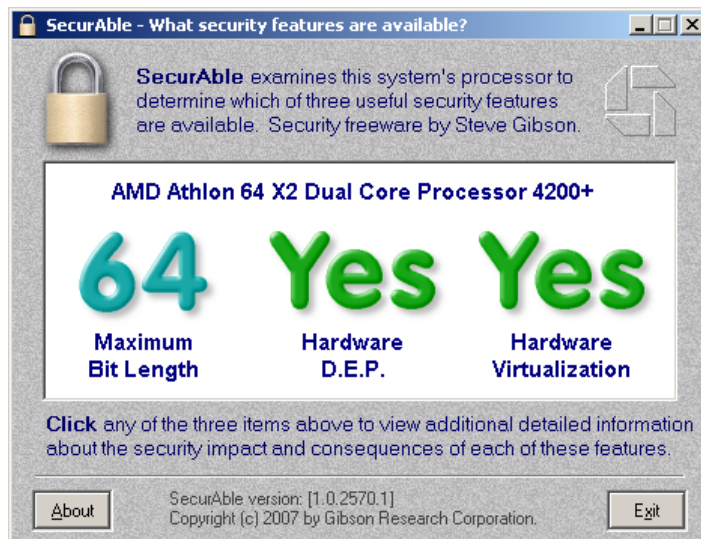 SecurAble - What security features are available?
SecurAble examines this system's processor to
determine which of three useful security features
are available. Security freeware by Steve Gibson.
AMD Athlon 64 X2 Dual Core Processor 4200+
64 Yes Yes
Maximum Hardware Hardware
Bit Length D.E.P. Virtualization
Click any of the three items above to view additional detailed information
about the security impact and consequences of each of these features.
About
SecurAble version: [1.0.2570.1]
Copyright (c) 2007 by Gibson Research Corporation.
Exit